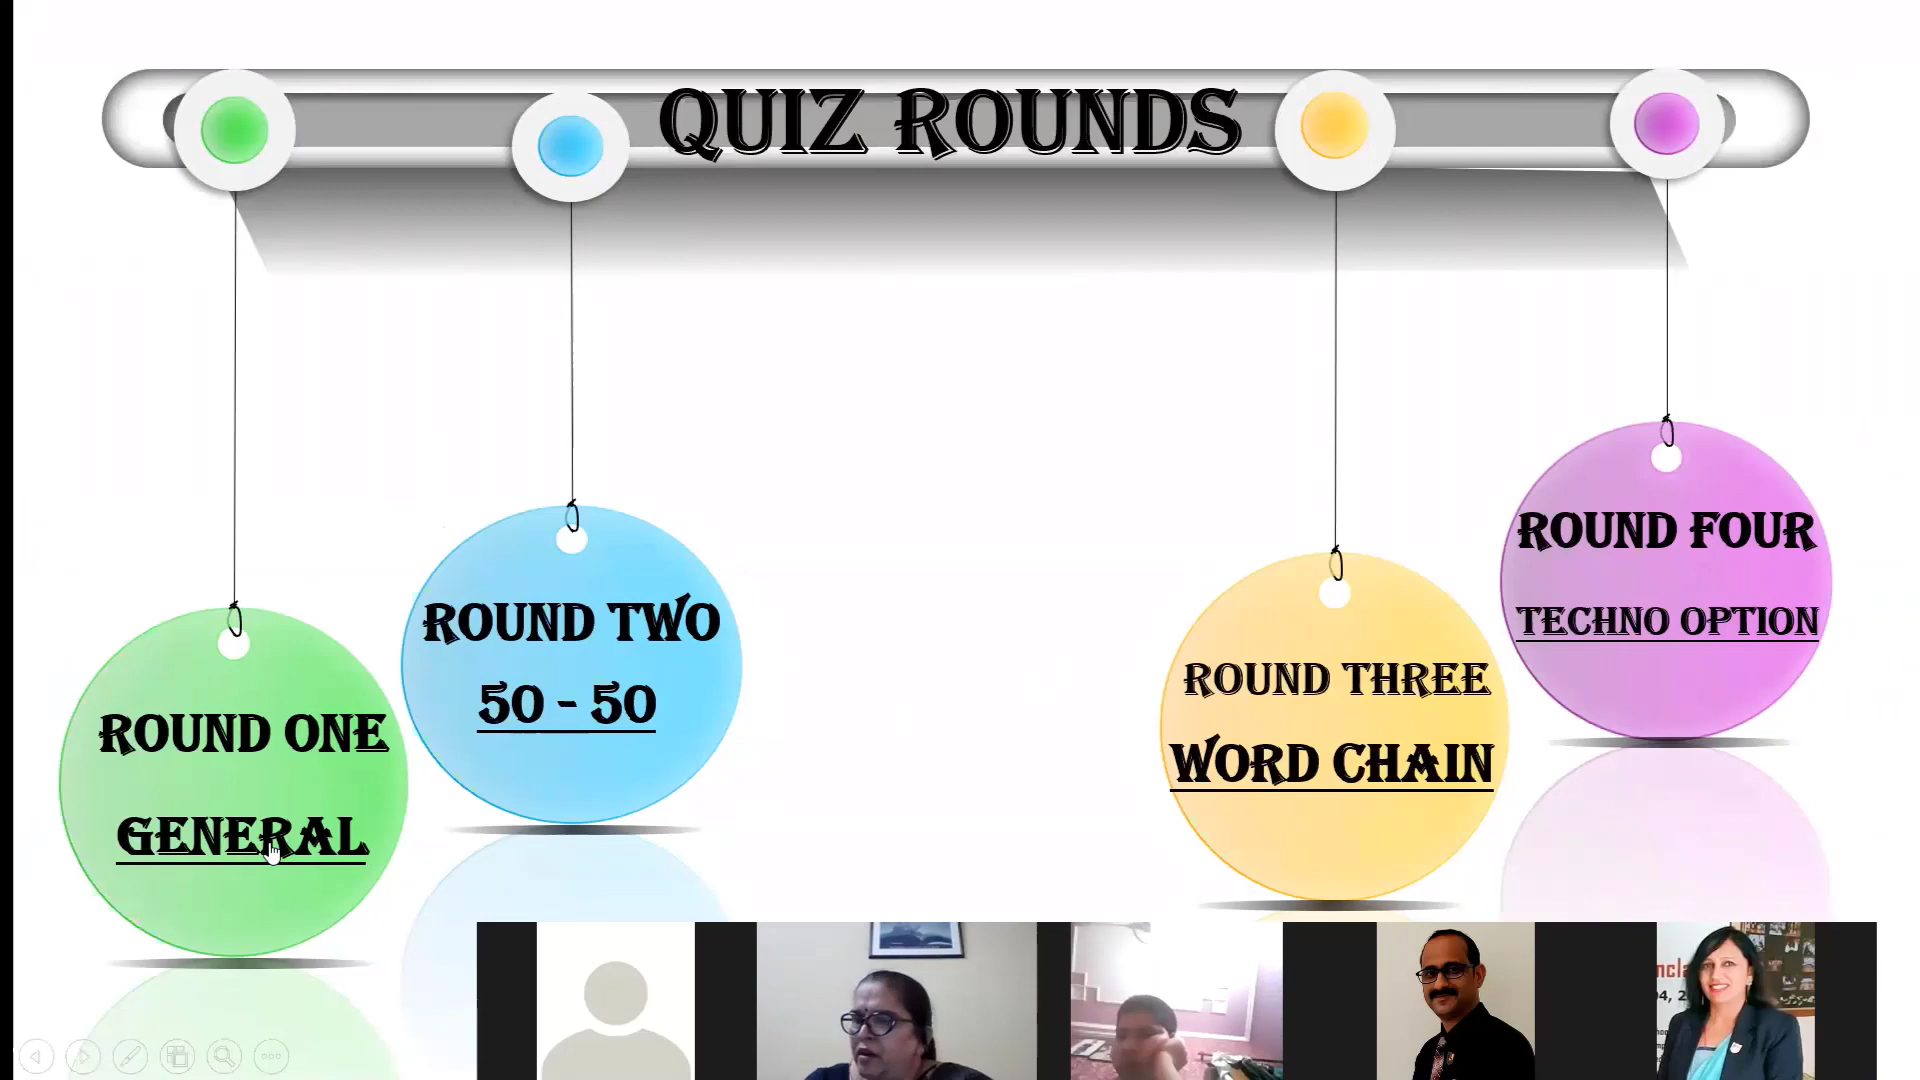 QUIZ ROUNDS
ROUND ONE
GENERAL
ROUND TWO
50 - 50
ROUND THREE
WORD CHAIN
ROUND FOUR
TECHNO OPTION